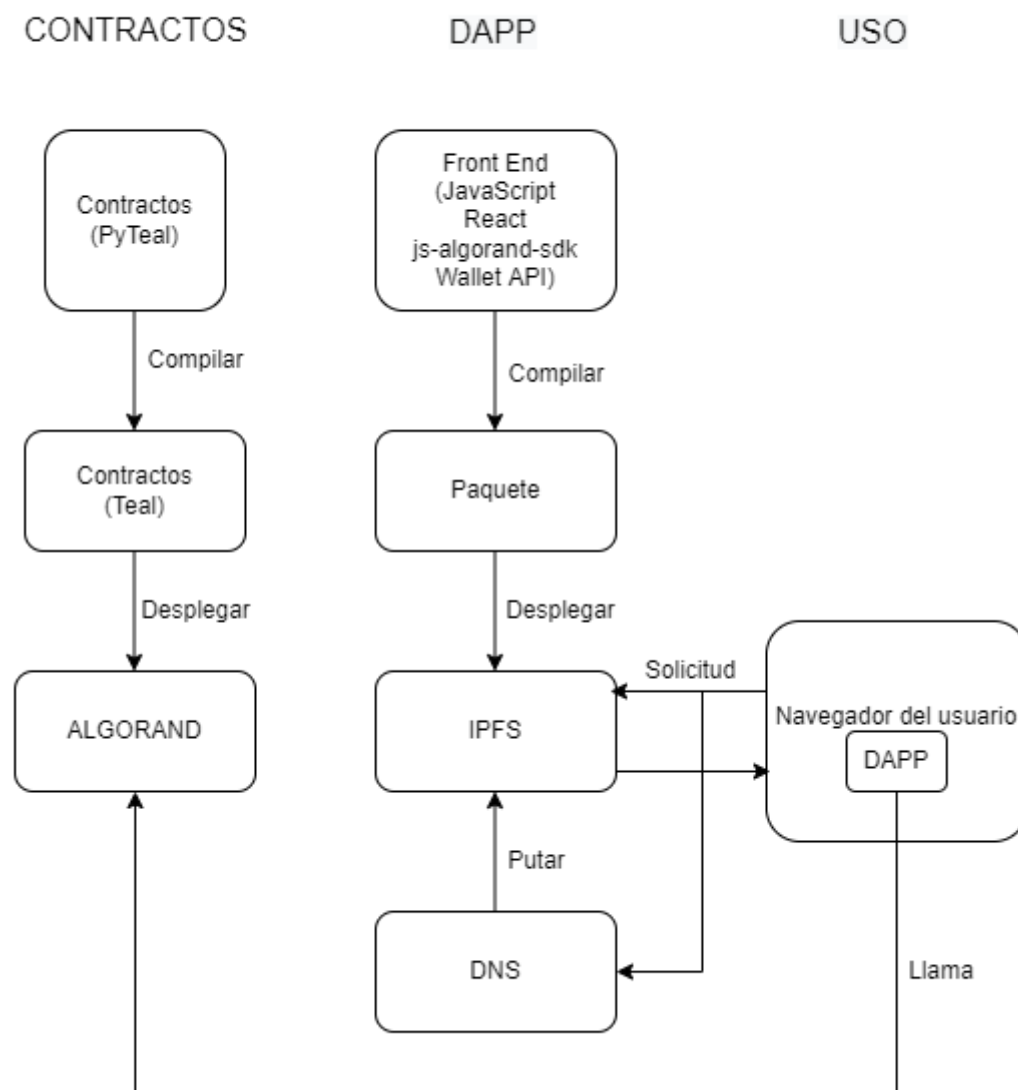 CONTRACTOS
DAPP
USO
Contractos
(PyTeal)
Front End
(JavaScript
React
js-algorand-sdk
Wallet API)
Compilar
Compilar
Contractos
(Teal)
Paquete
Desplegar
Desplegar
ALGORAND
IPFS
Solicitud
Navegador del usuario
DAPP
Putar
DNS
Llama